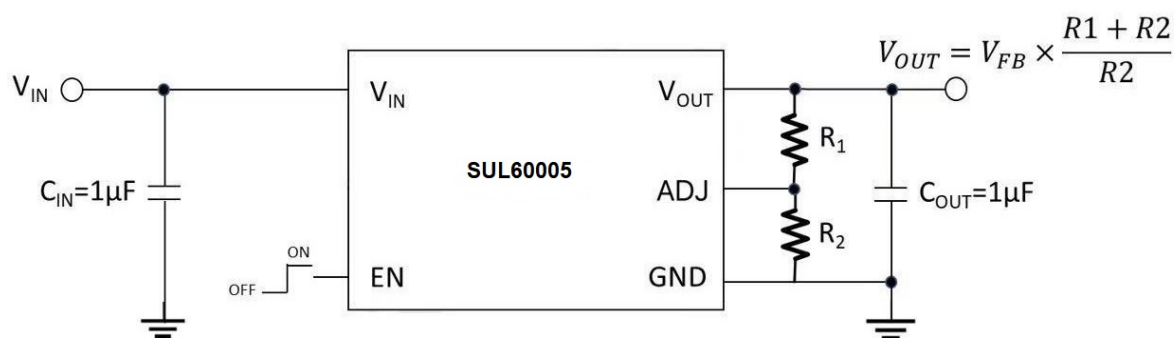 V_OUT = V_FB × (R1 + R2)/R2
V_IN
V_IN
V_OUT
R_1
SUL60005
C_IN=1μF
ADJ
C_OUT=1μF
R_2
ON
OFF
EN
GND